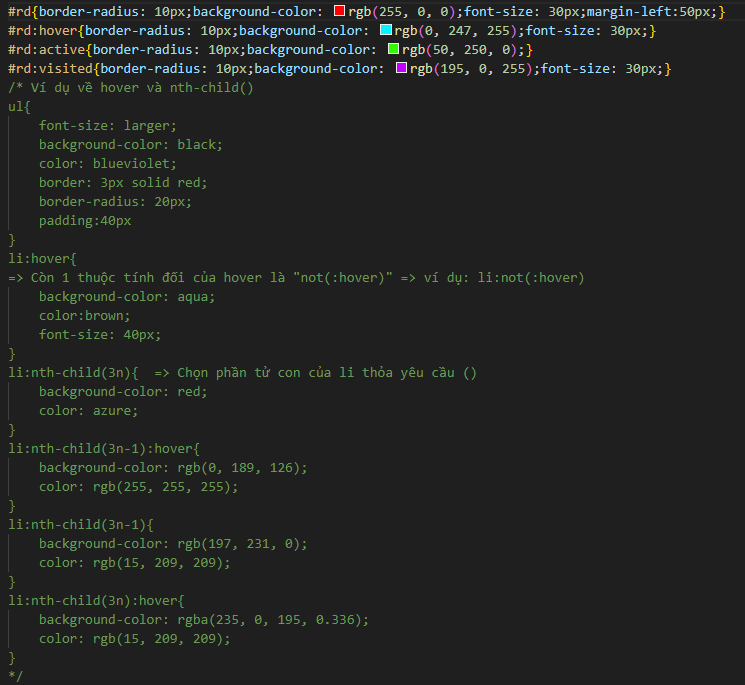 #rd{border-radius: 10px;background-color: rgb(255, 0, 0);font-size: 30px;margin-left:50px;}
#rd:hover{border-radius: 10px;background-color: rgb(0, 247, 255);font-size: 30px;}
#rd:active{border-radius: 10px;background-color: rgb(50, 250, 0);}
#rd:visited{border-radius: 10px;background-color: rgb(195, 0, 255);font-size: 30px;}
/* Ví dụ về hover và nth-child()
ul{
    font-size: larger;
    background-color: black;
    color: blueviolet;
    border: 3px solid red;
    border-radius: 20px;
    padding:40px
}
li:hover{
=> Còn 1 thuộc tính đối của hover là "not(:hover)" => ví dụ: li:not(:hover)
    background-color: aqua;
    color:brown;
    font-size: 40px;
}
li:nth-child(3n){  => Chọn phần tử con của li thỏa yêu cầu ()
    background-color: red;
    color: azure;
}
li:nth-child(3n-1):hover{
    background-color: rgb(0, 189, 126);
    color: rgb(255, 255, 255);
}
li:nth-child(3n-1){
    background-color: rgb(197, 231, 0);
    color: rgb(15, 209, 209);
}
li:nth-child(3n):hover{
    background-color: rgba(235, 0, 195, 0.336);
    color: rgb(15, 209, 209);
}
*/